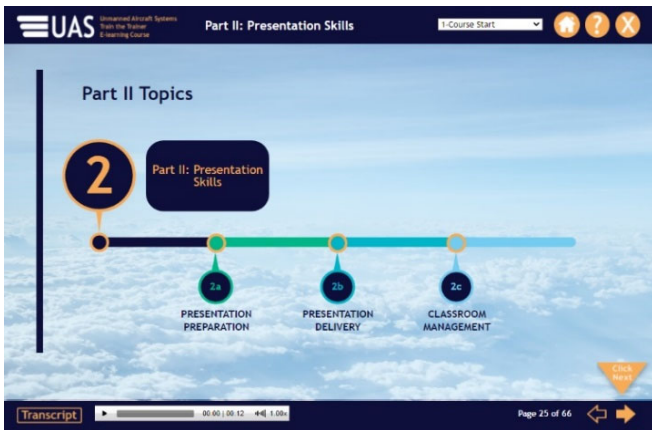 UAS
Unmanned Aircraft Systems
Train the Trainer
E-learning Course
Part II: Presentation Skills
1-Course Start
?
X
Part II Topics
2
Part II: Presentation
Skills
2a
2b
2c
PRESENTATION
PREPARATION
PRESENTATION
DELIVERY
CLASSROOM
MANAGEMENT
Click
Next
Transcript
00:00 | 00:12
1.08x
Page 25 of 66